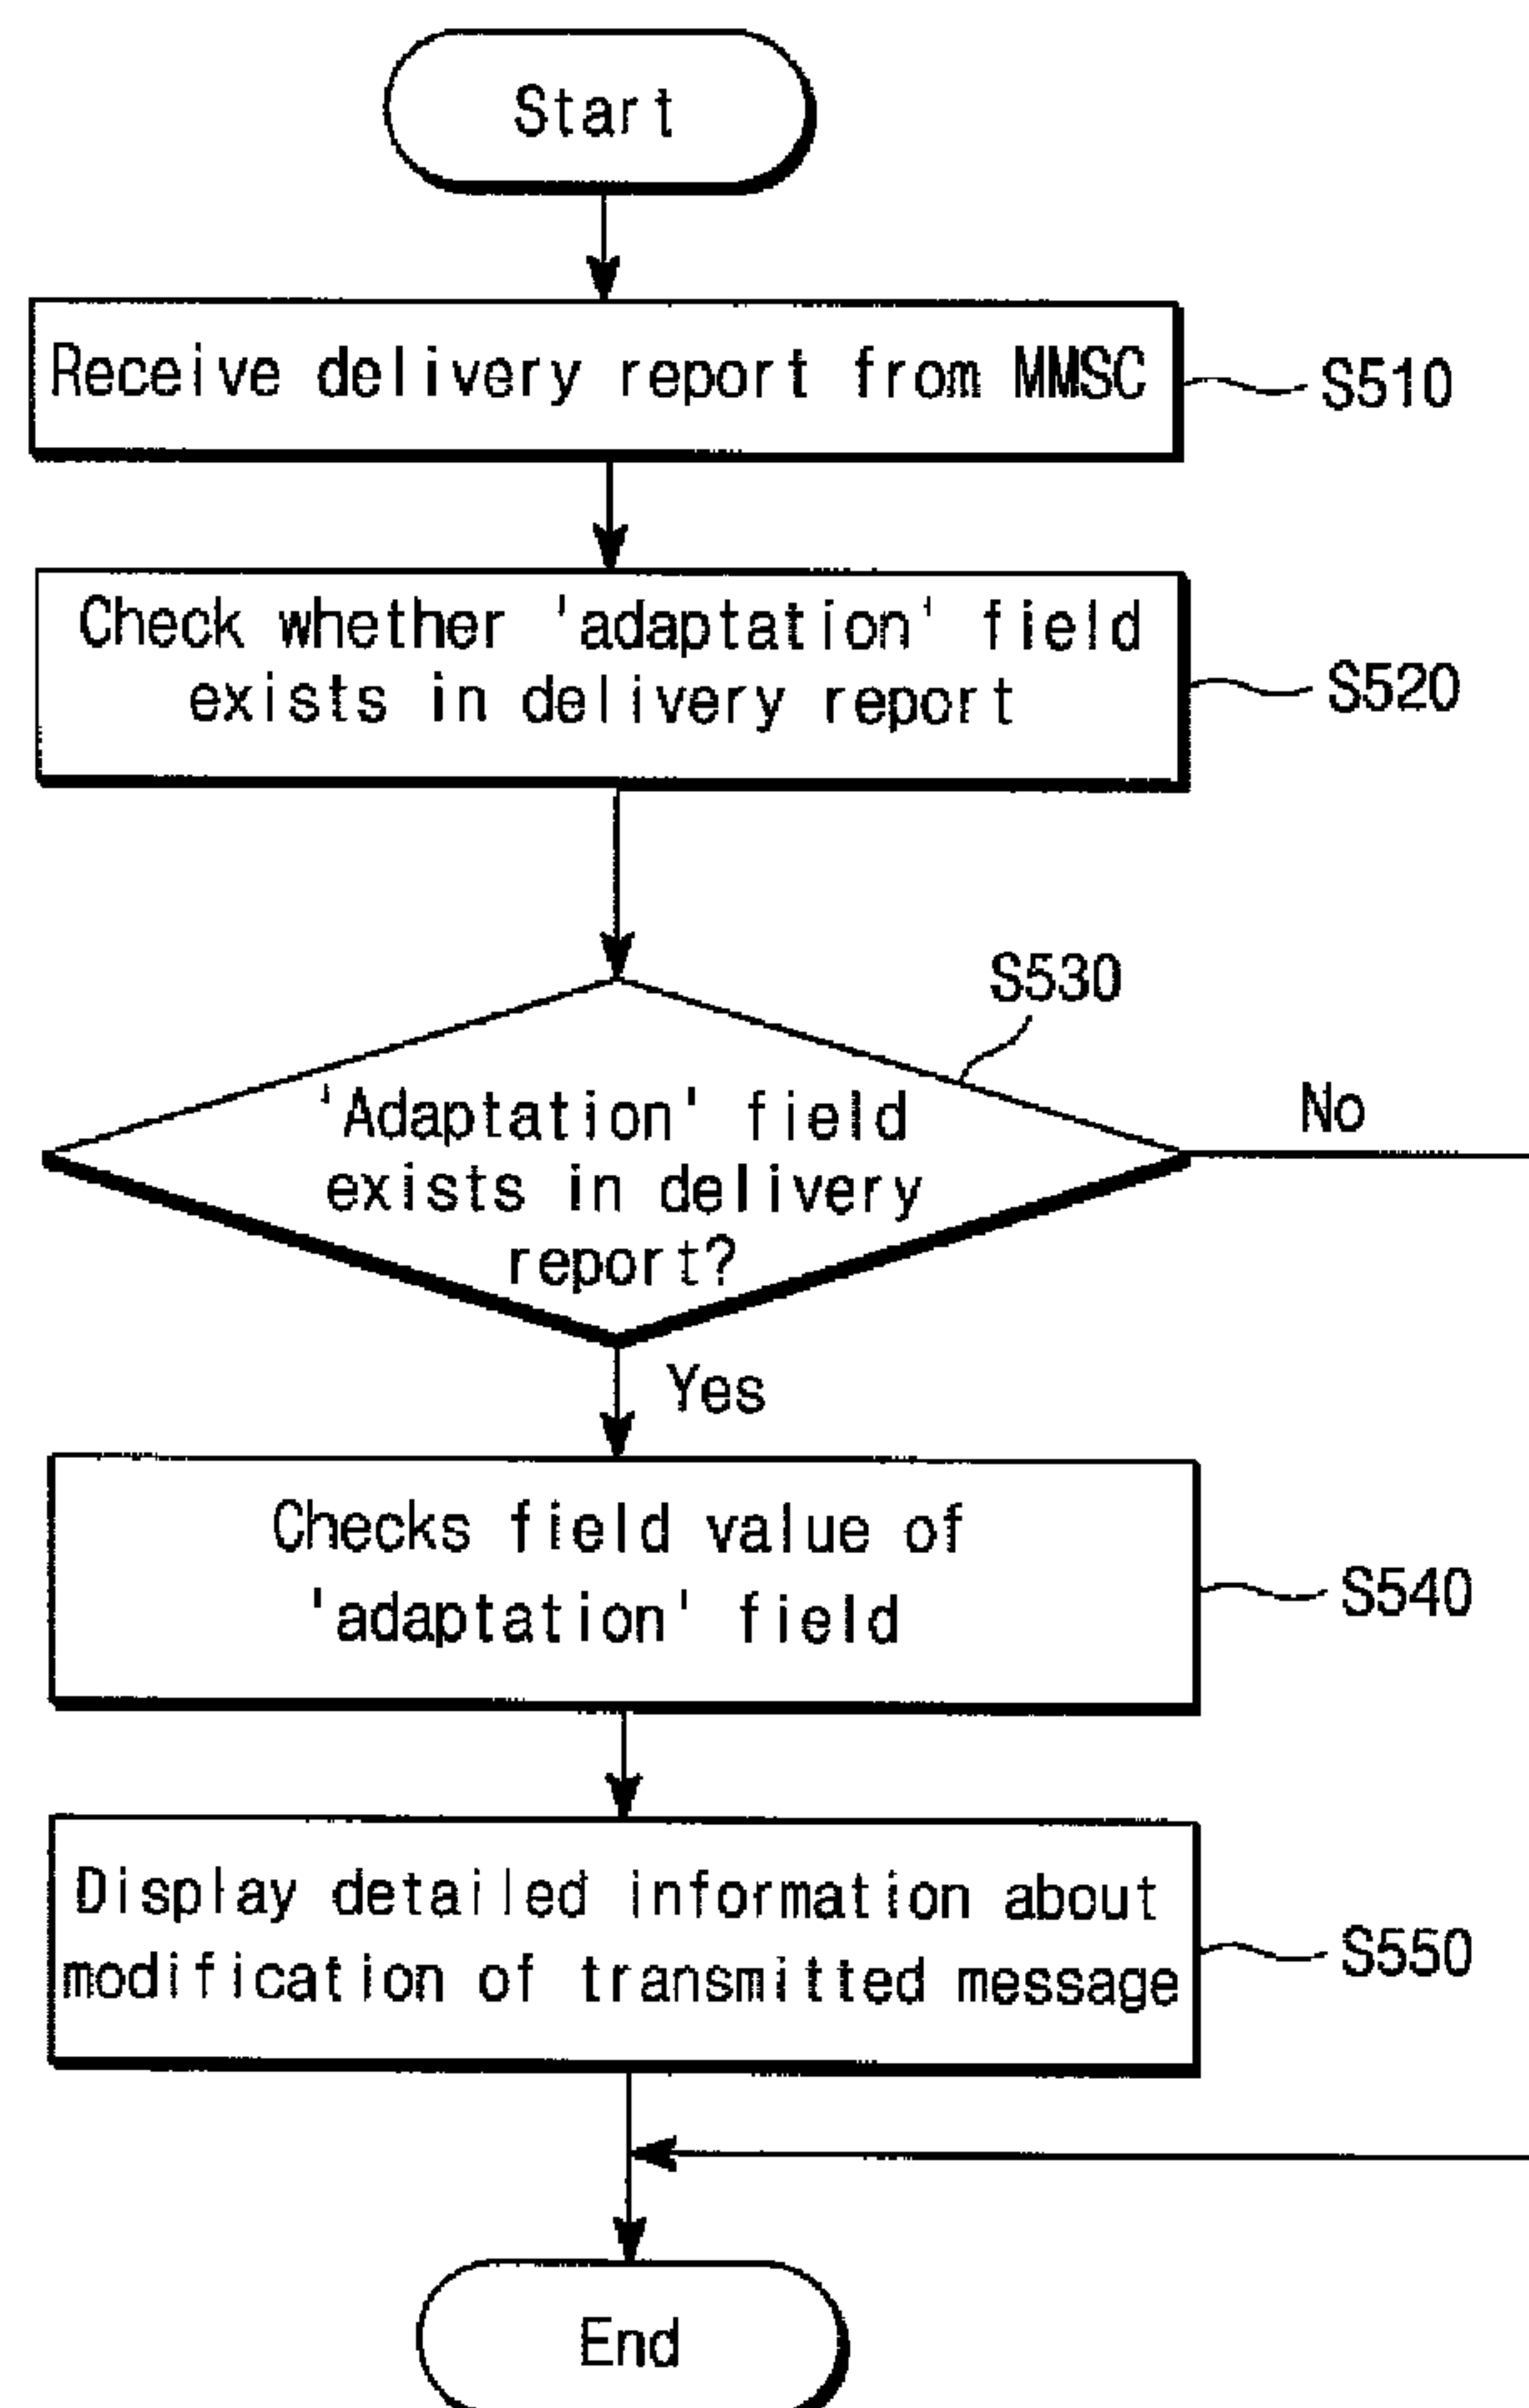 Start
Receive delivery report from MMSC
S510
Check whether 'adaptation' field
exists in delivery report
S520
S530
'Adaptation' field
exists in delivery
report?
No
Yes
Checks field value of
'adaptation' field
S540
Display detailed information about
modification of transmitted message
S550
End